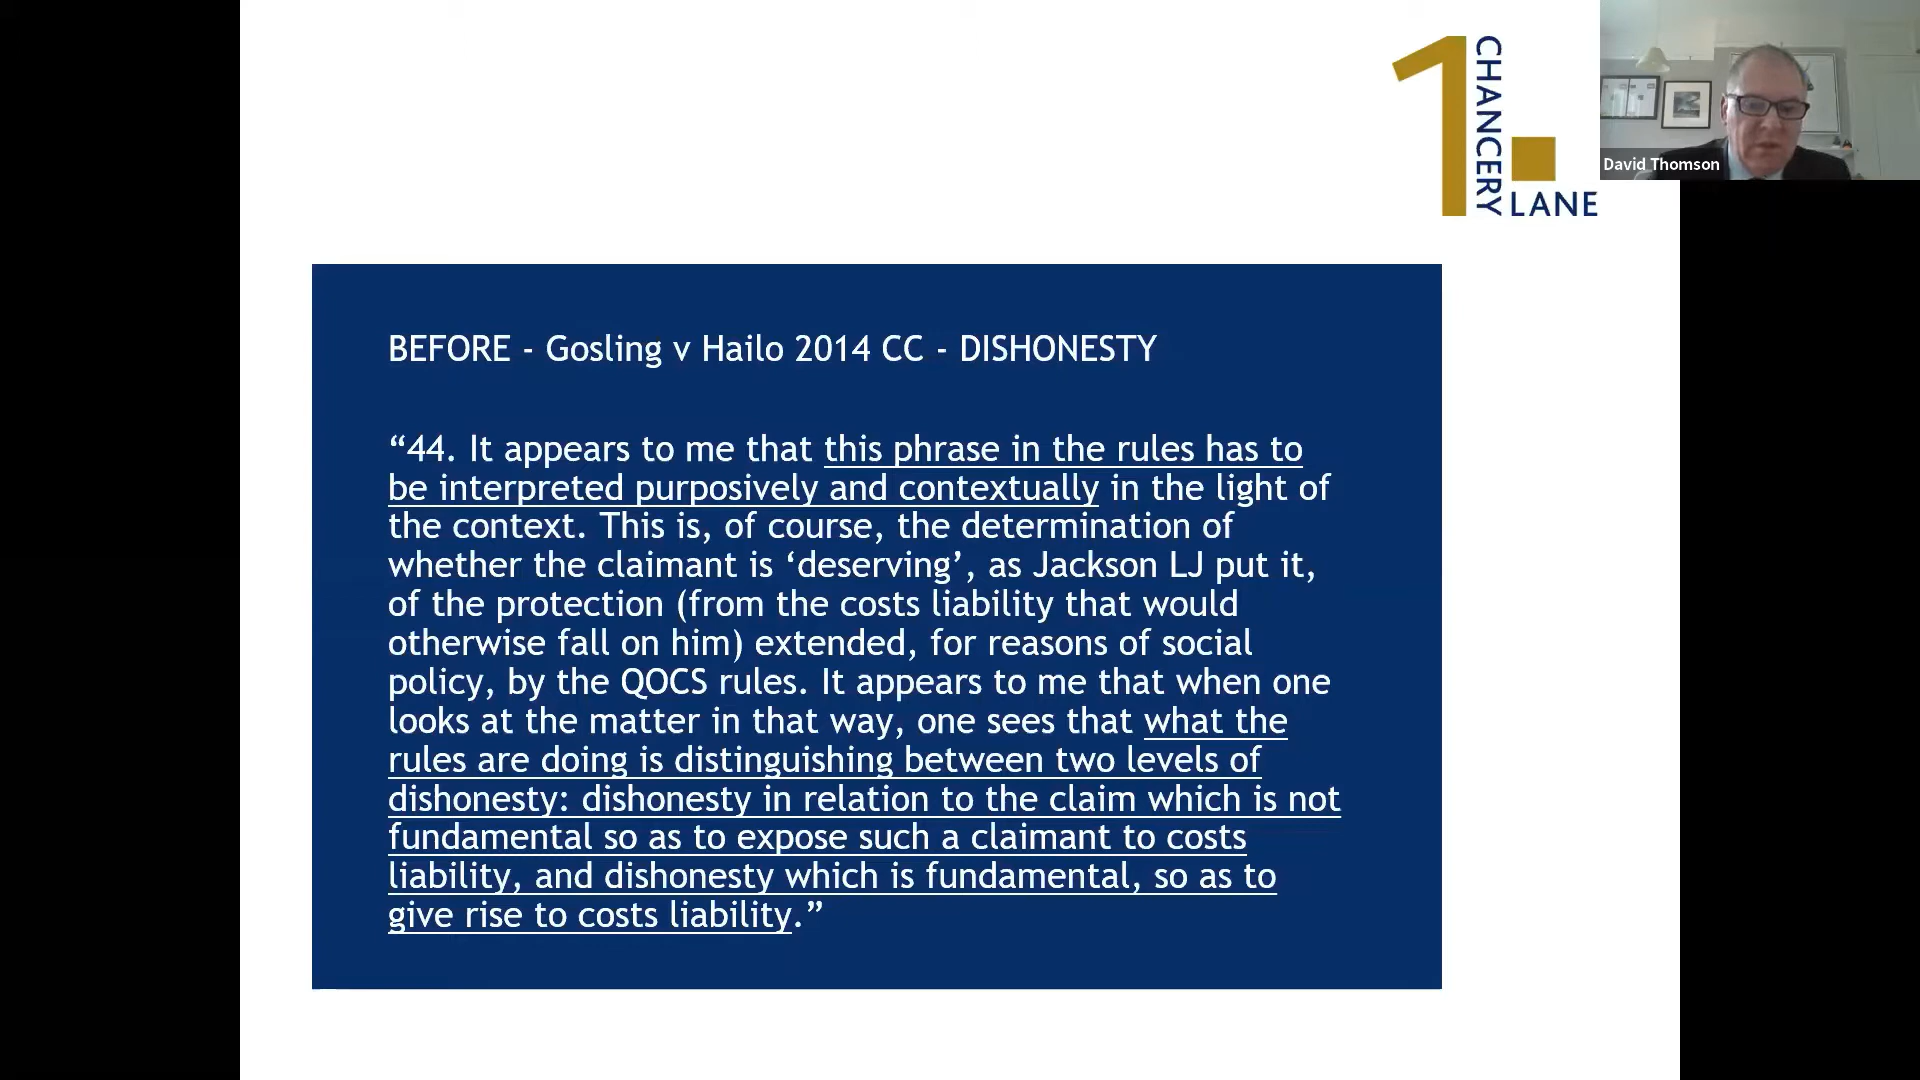 1 CHANCERY LANE
David Thomson
BEFORE - Gosling v Hailo 2014 CC - DISHONESTY
“44. It appears to me that this phrase in the rules has to
be interpreted purposively and contextually in the light of
the context. This is, of course, the determination of
whether the claimant is ‘deserving’, as Jackson LJ put it,
of the protection (from the costs liability that would
otherwise fall on him) extended, for reasons of social
policy, by the QOCS rules. It appears to me that when one
looks at the matter in that way, one sees that what the
rules are doing is distinguishing between two levels of
dishonesty: dishonesty in relation to the claim which is not
fundamental so as to expose such a claimant to costs
liability, and dishonesty which is fundamental, so as to
give rise to costs liability.”